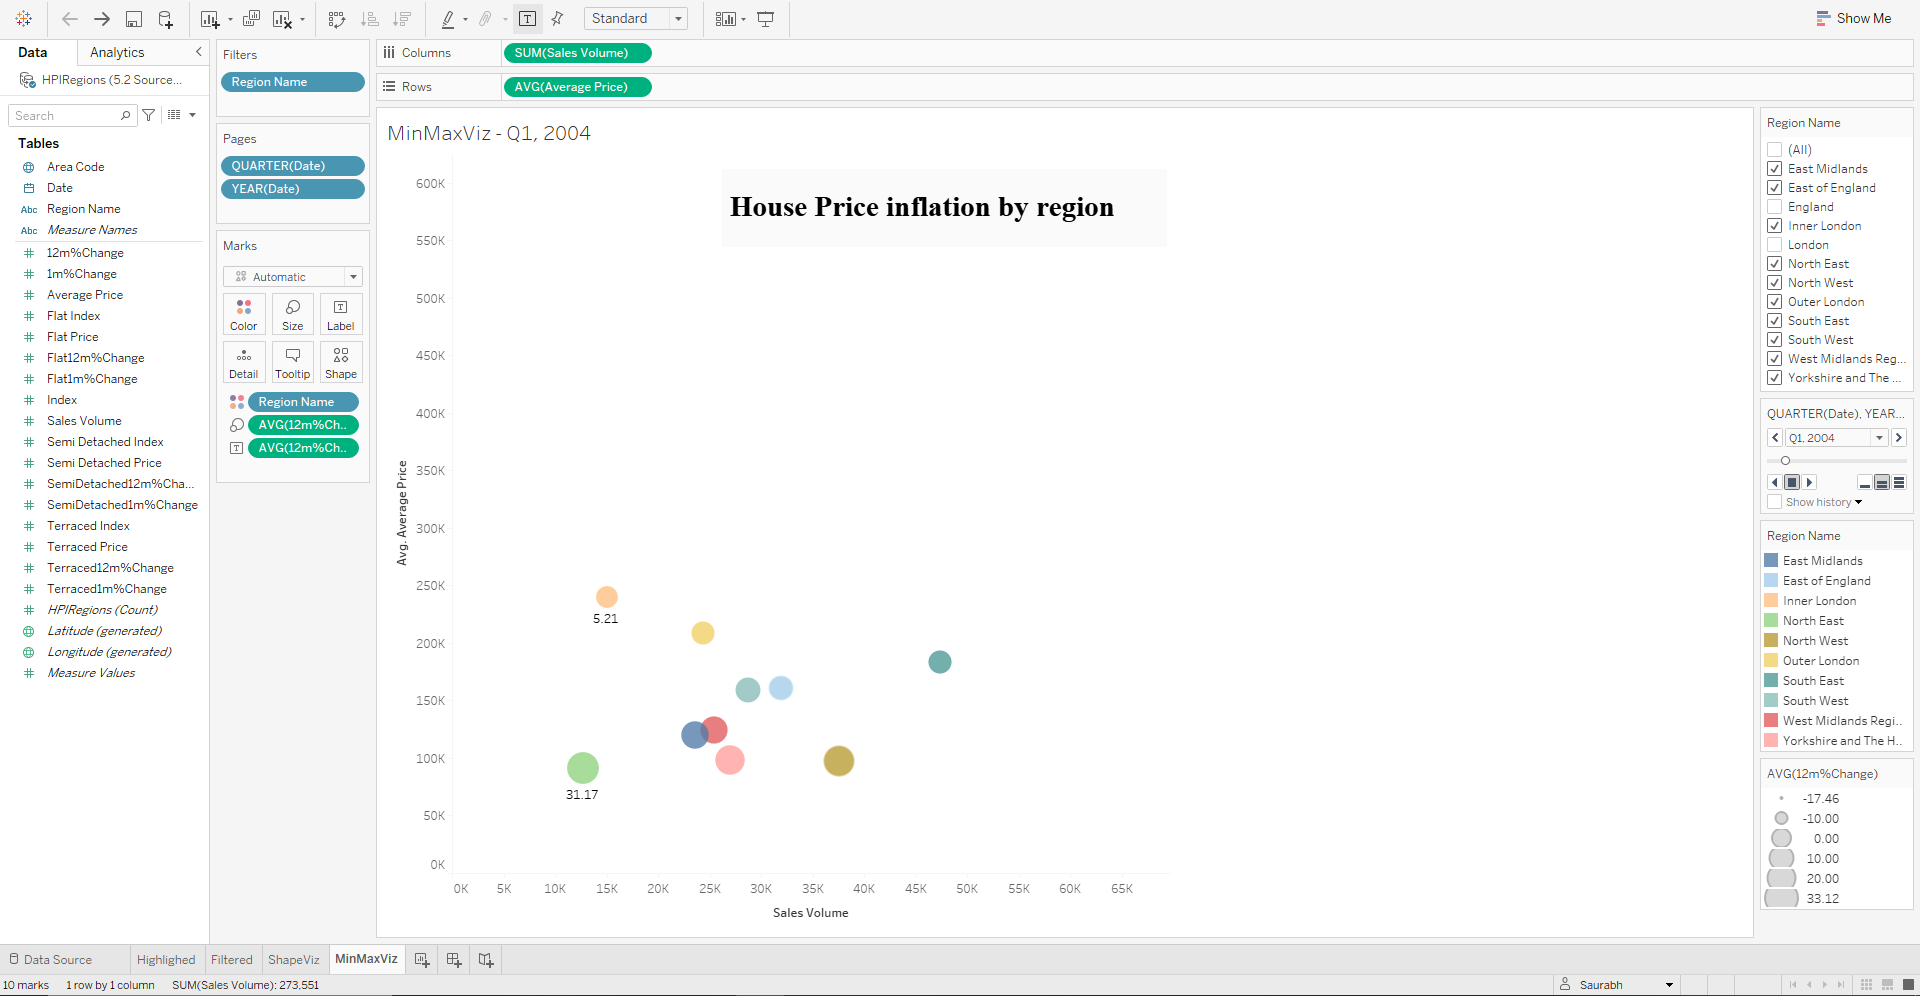 Standard
Show Me
Data
Analytics
HPIRegions (5.2 Source...
Search
Tables
Area Code
Date
Abc Region Name
Abc Measure Names
12m%Change
1m%Change
Average Price
Flat Index
Flat Price
Flat12m%Change
Flat1m%Change
Index
Sales Volume
Semi Detached Index
Semi Detached Price
SemiDetached12m%Cha...
SemiDetached1m%Change
Terraced Index
Terraced Price
Terraced12m%Change
Terraced1m%Change
HPIRegions (Count)
Latitude (generated)
Longitude (generated)
Measure Values
Filters
Region Name
Pages
QUARTER(Date)
YEAR(Date)
Marks
Automatic
Color Size Label
Detail Tooltip Shape
Region Name
AVG(12m%Ch..
AVG(12m%Ch..
Columns SUM(Sales Volume)
Rows AVG(Average Price)
MinMaxViz - Q1, 2004
House Price inflation by region
600K
550K
500K
450K
400K
350K
300K
250K
200K
150K
100K
50K
0K
Avg. Average Price
5.21
31.17
0K 5K 10K 15K 20K 25K 30K 35K 40K 45K 50K 55K 60K 65K
Sales Volume
Region Name
(All)
East Midlands
East of England
England
Inner London
London
North East
North West
Outer London
South East
South West
West Midlands Reg...
Yorkshire and The ...
QUARTER(Date), YEAR...
Q1, 2004
Show history
Region Name
East Midlands
East of England
Inner London
North East
North West
Outer London
South East
South West
West Midlands Regi..
Yorkshire and The H..
AVG(12m%Change)
-17.46
-10.00
0.00
10.00
20.00
33.12
Data Source
Highlighed
Filtered
ShapeViz
MinMaxViz
10 marks 1 row by 1 column SUM(Sales Volume): 273,551
Saurabh